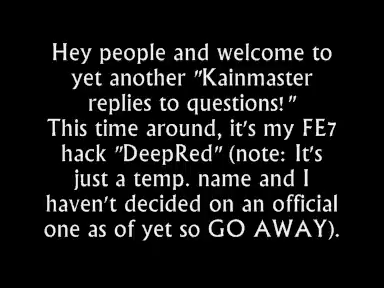 Hey people and welcome to
yet another "Kainmaster
replies to questions!"
This time around, it's my FE7
hack "DeepRed" (note: It's
just a temp. name and I
haven't decided on an official
one as of yet so GO AWAY).